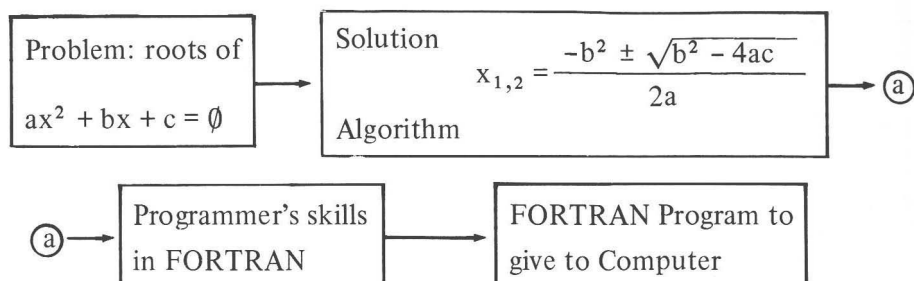 Problem: roots of
ax² + bx + c = ∅
Solution
x₁,₂ = (-b² ± √(b² – 4ac)) / 2a
Algorithm
a
a
Programmer's skills
in FORTRAN
FORTRAN Program to
give to Computer